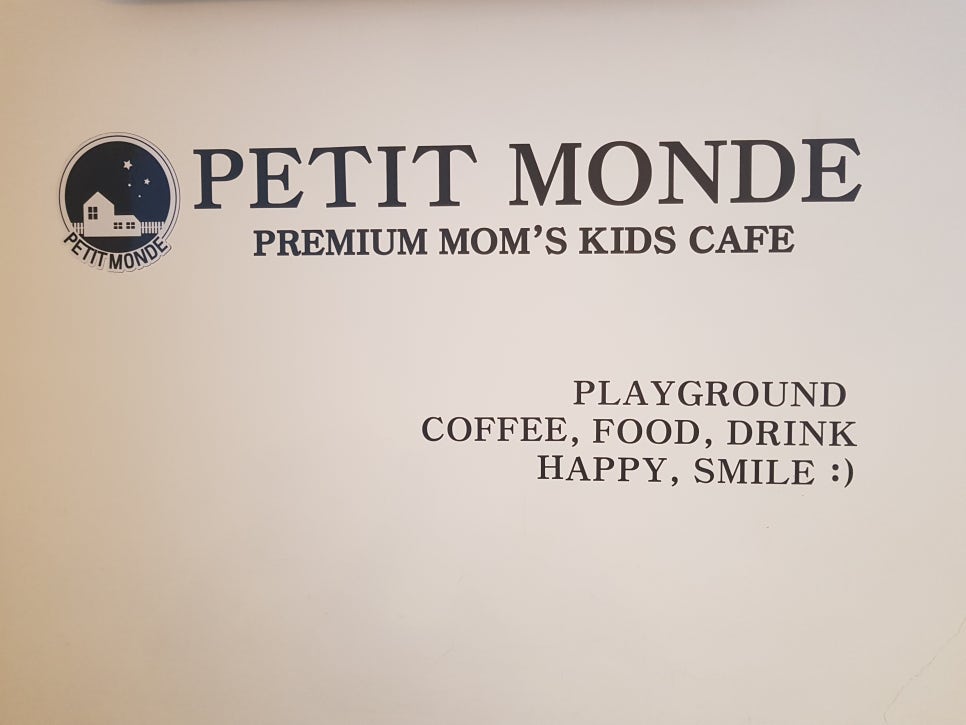 PETIT MONDE
PETIT MONDE
PREMIUM MOM'S KIDS CAFE
PLAYGROUND
COFFEE, FOOD, DRINK
HAPPY, SMILE :)